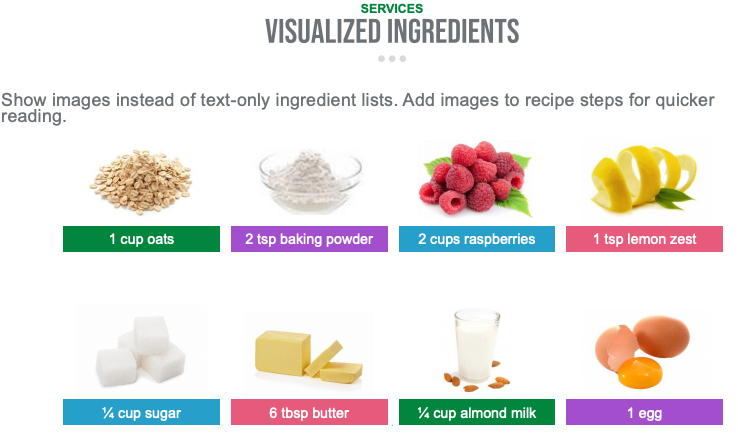 SERVICES
VISUALIZED INGREDIENTS
Show images instead of text-only ingredient lists. Add images to recipe steps for quicker
reading.
1 cup oats
2 tsp baking powder
2 cups raspberries
1 tsp lemon zest
¼ cup sugar
6 tbsp butter
¼ cup almond milk
1 egg